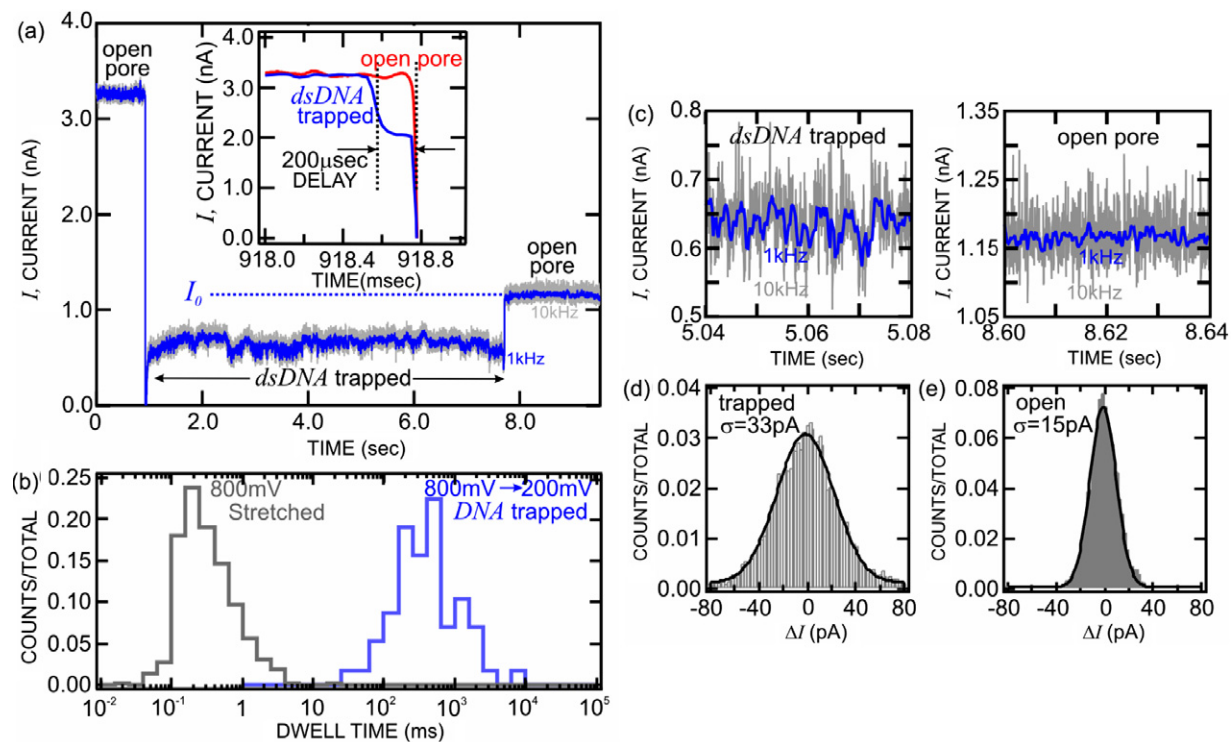 (a)
4.0
3.0
2.0
1.0
0.0
I, CURRENT (nA)
open
pore
4.0
3.0
2.0
1.0
0.0
I, CURRENT (nA)
open pore
dsDNA
trapped
200μsec
DELAY
918.0 918.4 918.8
TIME(msec)
open
pore
I0
10kHz
1kHz
dsDNA trapped
0 2.0 4.0 6.0 8.0
TIME (sec)
(b)
0.25
0.20
0.15
0.10
0.05
0.00
COUNTS/TOTAL
800mV
Stretched
800mV→200mV
DNA trapped
10-2 10-1 1 101 102 103 104 105
DWELL TIME (ms)
(c)
0.8
0.7
0.6
0.5
I, CURRENT (nA)
dsDNA trapped
1kHz
10kHz
5.04 5.06 5.08
TIME (sec)
1.35
1.25
1.15
1.05
I, CURRENT (nA)
open pore
1kHz
10kHz
8.60 8.62 8.64
TIME (sec)
(d)
0.04
0.03
0.02
0.01
0.00
COUNTS/TOTAL
trapped
σ=33pA
-80 -40 0 40 80
ΔI (pA)
(e)
0.08
0.06
0.04
0.02
0.00
COUNTS/TOTAL
open
σ=15pA
-80 -40 0 40 80
ΔI (pA)